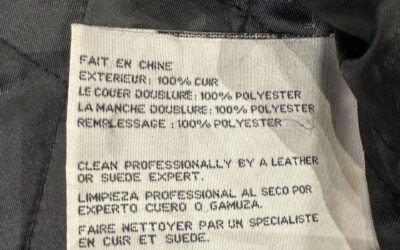 FAIT EN CHINE
EXTERIEUR: 100% CUIR
LE COUER DOUBLURE: 100% POLYESTER
LA MANCHE DOUBLURE: 100% POLYESTER
REMPLESSAGE : 100% POLYESTER
CLEAN PROFESSIONALLY BY A LEATHER
OR SUEDE EXPERT.
LIMPIEZA PROFESSIONAL AL SECO POR
EXPERTO CUERO O GAMUZA.
FAIRE NETTOYER PAR UN SPECIALISTE
EN CUIR ET SUEDE.